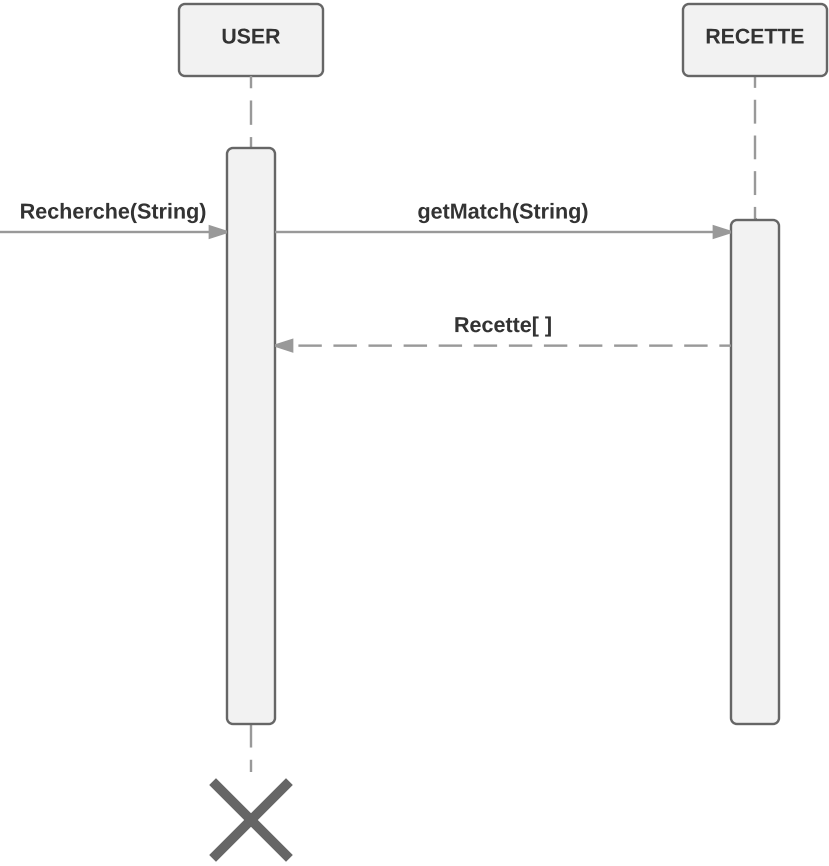 USER
RECETTE
Recherche(String)
getMatch(String)
Recette[ ]